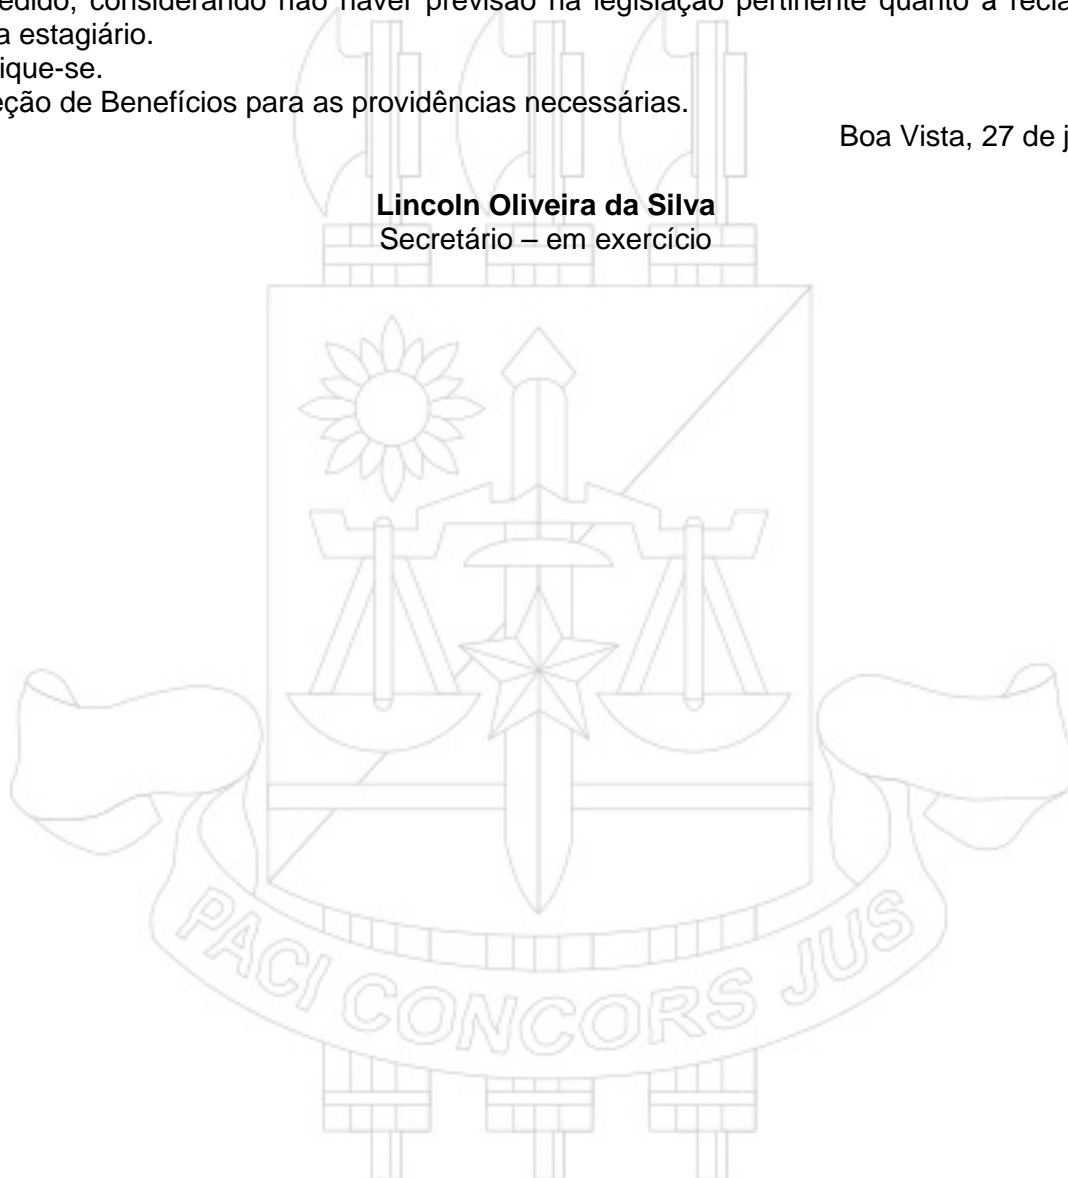 edido, considerando não haver previsão na legislação pertinente quanto a recla
a estagiário.
ique-se.
eção de Benefícios para as providências necessárias.
Boa Vista, 27 de j
Lincoln Oliveira da Silva
Secretário – em exercício
PACI CONCORS JUS